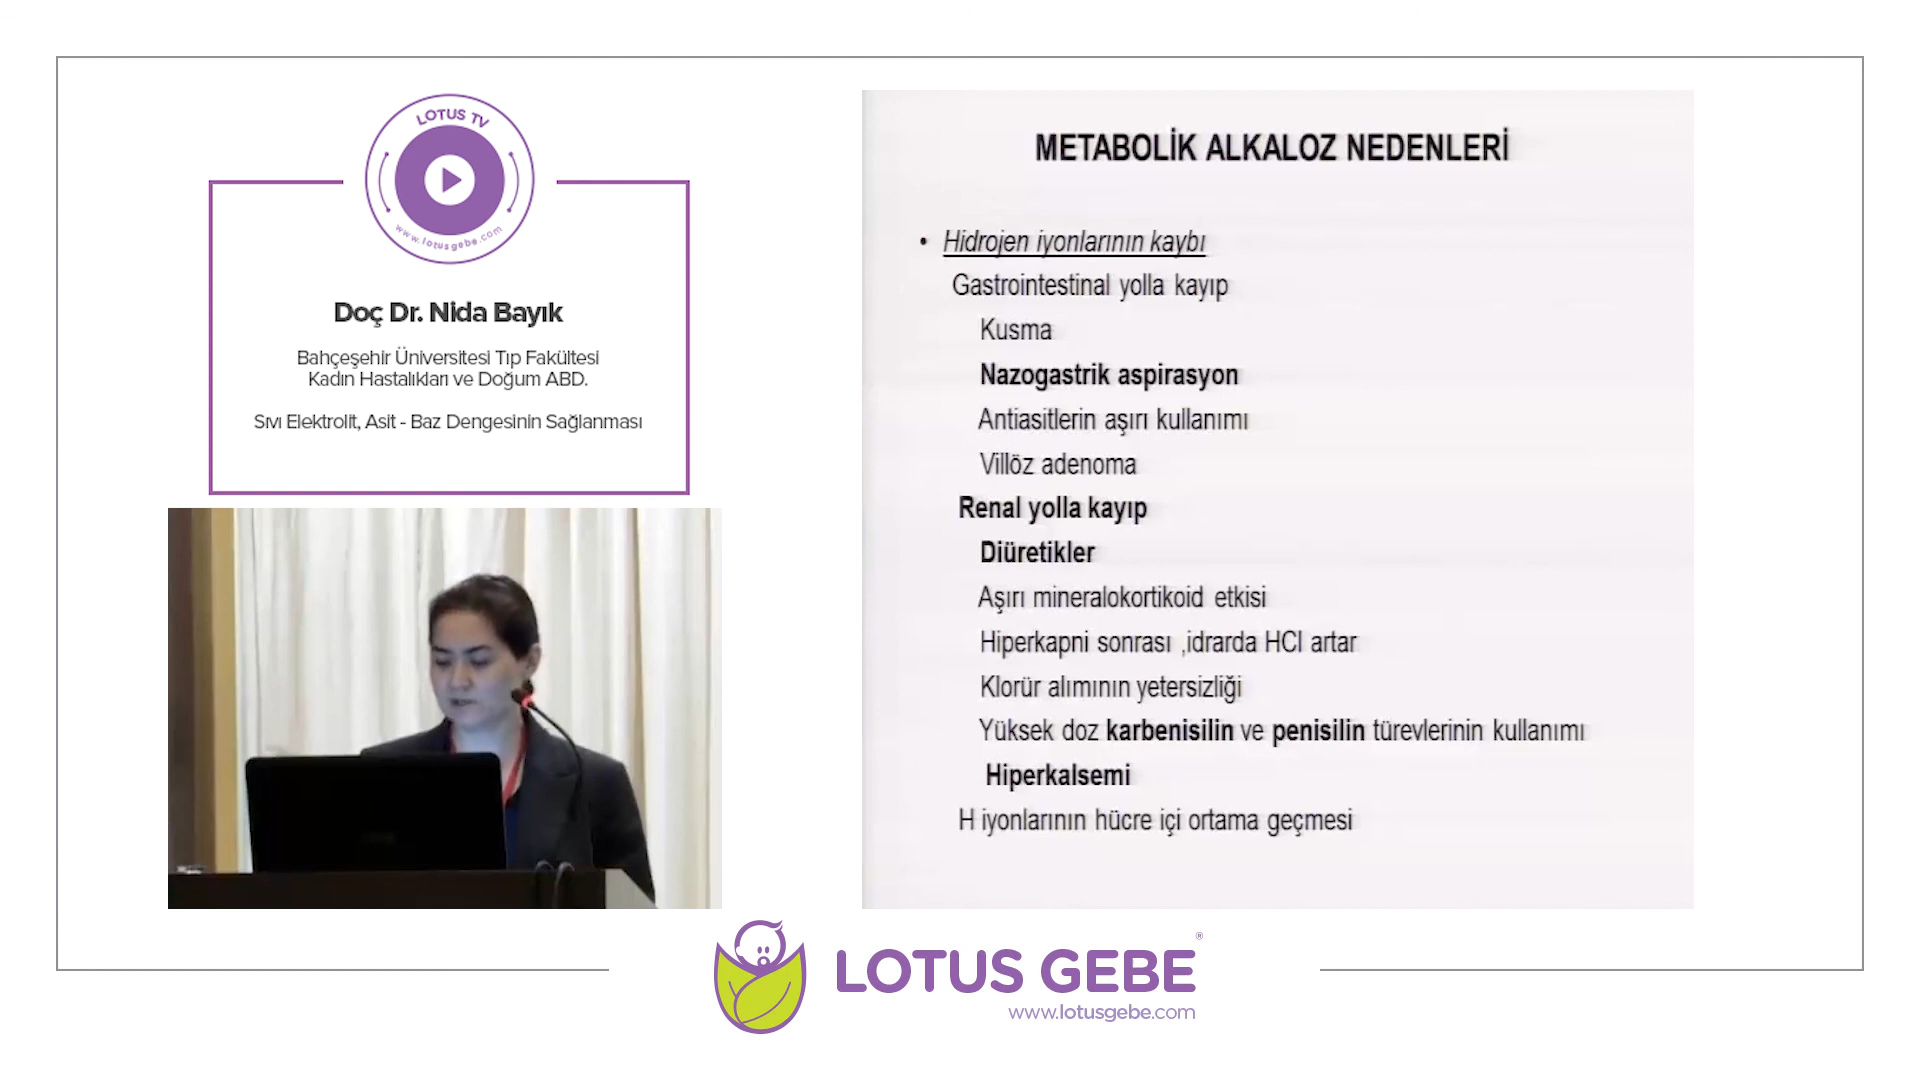 LOTUS TV
www.lotusgebe.com
Doç Dr. Nida Bayık
Bahçeşehir Üniversitesi Tıp Fakültesi
Kadın Hastalıkları ve Doğum ABD.
Sıvı Elektrolit, Asit - Baz Dengesinin Sağlanması
METABOLİK ALKALOZ NEDENLERİ
• Hidrojen iyonlarının kaybı
Gastrointestinal yolla kayıp
Kusma
Nazogastrik aspirasyon
Antiasitlerin aşırı kullanımı
Villöz adenoma
Renal yolla kayıp
Diüretikler
Aşırı mineralokortikoid etkisi
Hiperkapni sonrası ,idrarda HCl artar
Klorür alımının yetersizliği
Yüksek doz karbenisilin ve penisilin türevlerinin kullanımı
Hiperkalsemi
H iyonlarının hücre içi ortama geçmesi
LOTUS GEBE®
www.lotusgebe.com